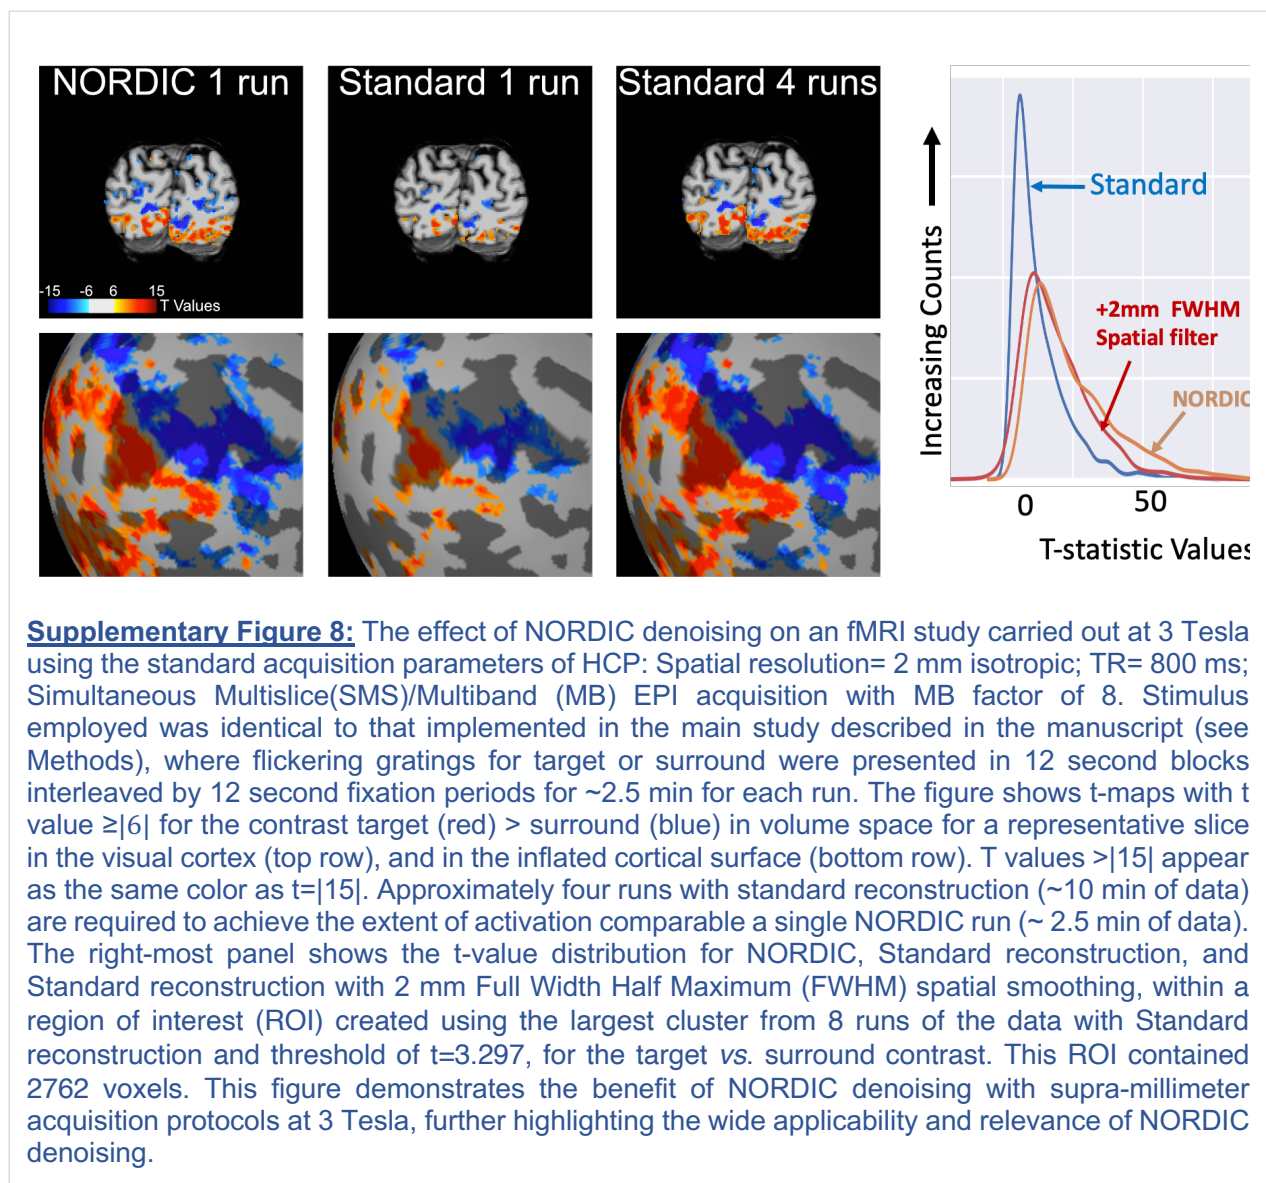 NORDIC 1 run
Standard 1 run
Standard 4 runs
-15 -6 6 15
T Values
Increasing Counts
Standard
+2mm FWHM
Spatial filter
NORDIC
0 50
T-statistic Values
Supplementary Figure 8: The effect of NORDIC denoising on an fMRI study carried out at 3 Tesla
using the standard acquisition parameters of HCP: Spatial resolution= 2 mm isotropic; TR= 800 ms;
Simultaneous Multislice(SMS)/Multiband (MB) EPI acquisition with MB factor of 8. Stimulus
employed was identical to that implemented in the main study described in the manuscript (see
Methods), where flickering gratings for target or surround were presented in 12 second blocks
interleaved by 12 second fixation periods for ~2.5 min for each run. The figure shows t-maps with t
value ≥|6| for the contrast target (red) > surround (blue) in volume space for a representative slice
in the visual cortex (top row), and in the inflated cortical surface (bottom row). T values >|15| appear
as the same color as t=|15|. Approximately four runs with standard reconstruction (~10 min of data)
are required to achieve the extent of activation comparable a single NORDIC run (~ 2.5 min of data).
The right-most panel shows the t-value distribution for NORDIC, Standard reconstruction, and
Standard reconstruction with 2 mm Full Width Half Maximum (FWHM) spatial smoothing, within a
region of interest (ROI) created using the largest cluster from 8 runs of the data with Standard
reconstruction and threshold of t=3.297, for the target vs. surround contrast. This ROI contained
2762 voxels. This figure demonstrates the benefit of NORDIC denoising with supra-millimeter
acquisition protocols at 3 Tesla, further highlighting the wide applicability and relevance of NORDIC
denoising.